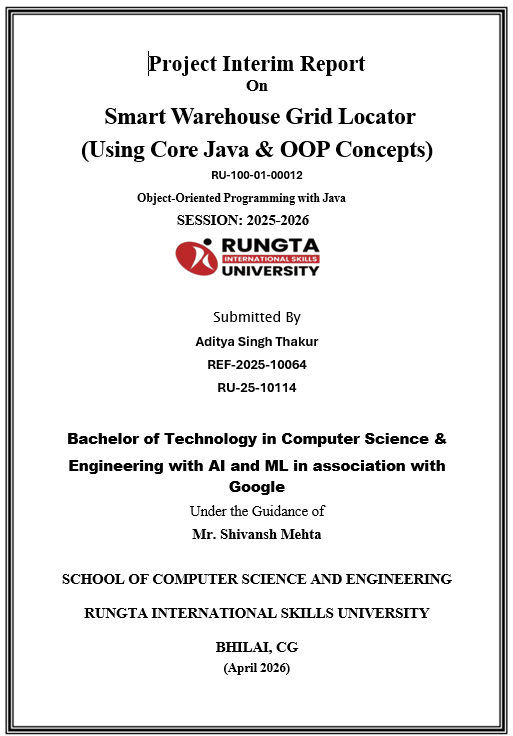 Project Interim Report
On
Smart Warehouse Grid Locator
(Using Core Java & OOP Concepts)
RU-100-01-00012
Object-Oriented Programming with Java
SESSION: 2025-2026
RUNGTA
INTERNATIONAL SKILLS
UNIVERSITY
Submitted By
Aditya Singh Thakur
REF-2025-10064
RU-25-10114
Bachelor of Technology in Computer Science &
Engineering with AI and ML in association with
Google
Under the Guidance of
Mr. Shivansh Mehta
SCHOOL OF COMPUTER SCIENCE AND ENGINEERING
RUNGTA INTERNATIONAL SKILLS UNIVERSITY
BHILAI, CG
(April 2026)